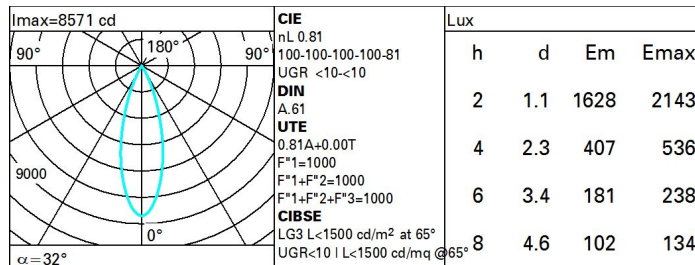 Imax=8571 cd
90° 180° 90°
9000
0°
α=32°
CIE
nL 0.81
100-100-100-100-81
UGR <10-<10
DIN
A.61
UTE
0.81A+0.00T
F"1=1000
F"1+F"2=1000
F"1+F"2+F"3=1000
CIBSE
LG3 L<1500 cd/m² at 65°
UGR<10 | L<1500 cd/mq @65°
Lux
h d Em Emax
2 1.1 1628 2143
4 2.3 407 536
6 3.4 181 238
8 4.6 102 134